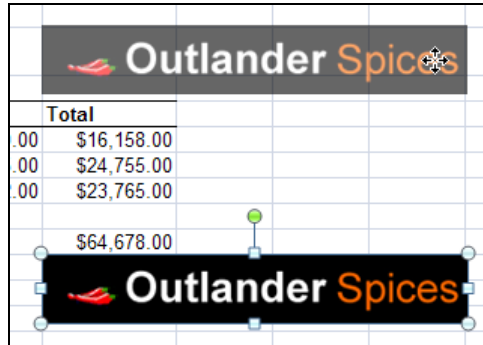 Outlander Spices
Total
.00 $16,158.00
.00 $24,755.00
.00 $23,765.00
$64,678.00
Outlander Spices